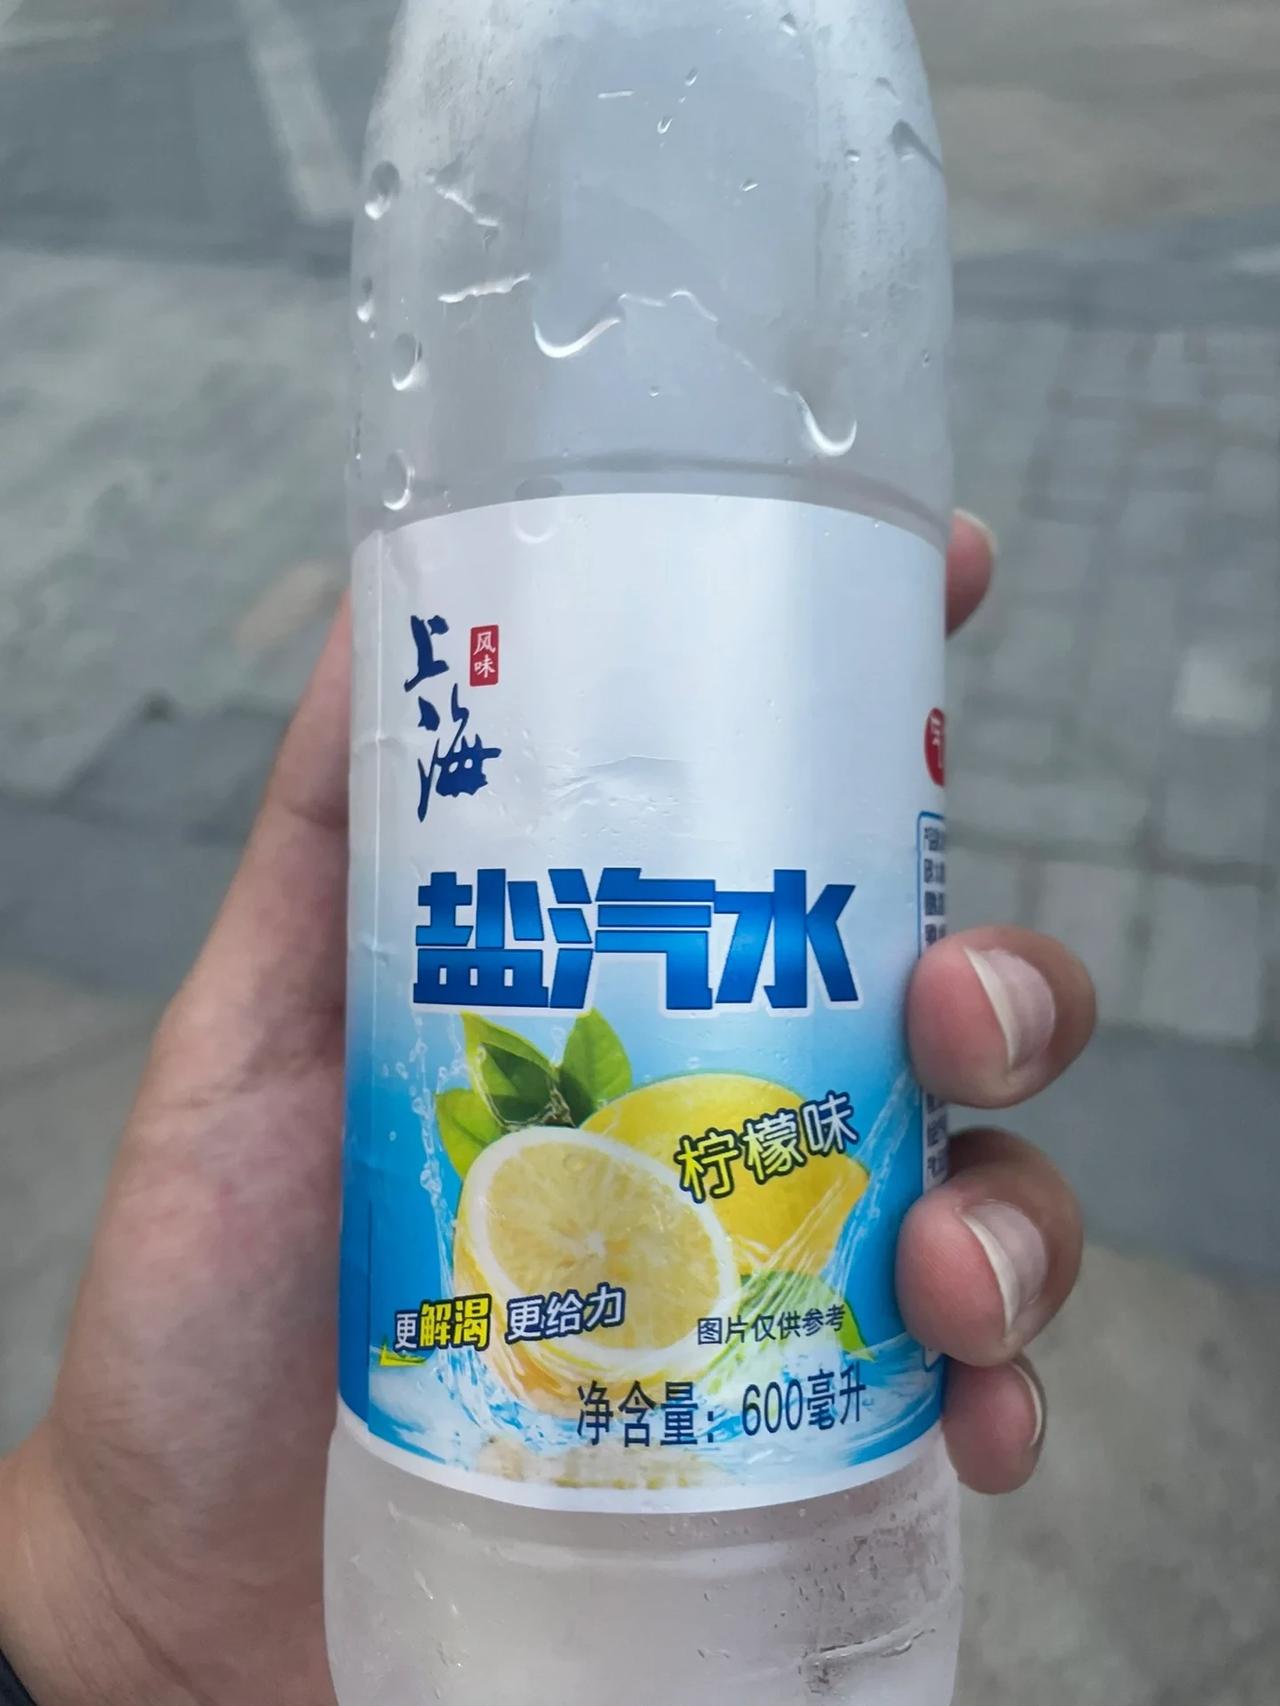 上海
风味
盐汽水
柠檬味
更解渴 更给力
图片仅供参考
净含量：600毫升